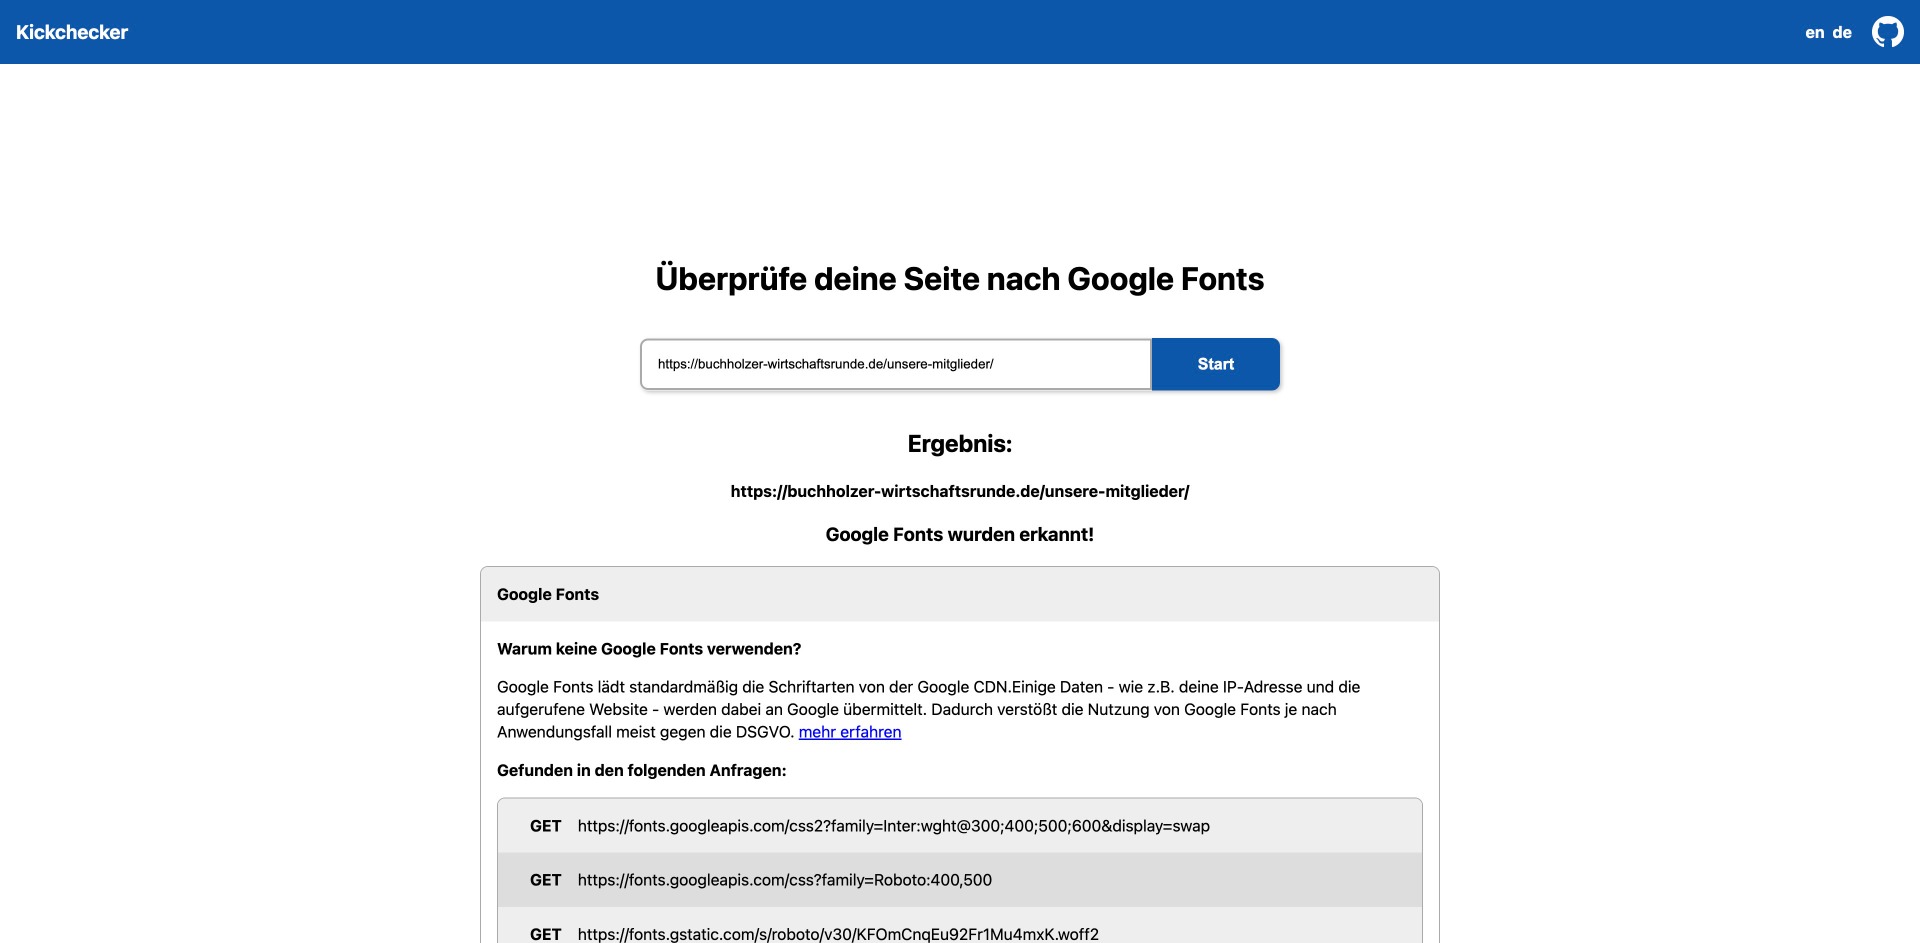 Kickchecker
en de
Überprüfe deine Seite nach Google Fonts
https://buchholzer-wirtschaftsrunde.de/unsere-mitglieder/
Start
Ergebnis:
https://buchholzer-wirtschaftsrunde.de/unsere-mitglieder/
Google Fonts wurden erkannt!
Google Fonts
Warum keine Google Fonts verwenden?
Google Fonts lädt standardmäßig die Schriftarten von der Google CDN.Einige Daten - wie z.B. deine IP-Adresse und die
aufgerufene Website - werden dabei an Google übermittelt. Dadurch verstößt die Nutzung von Google Fonts je nach
Anwendungsfall meist gegen die DSGVO. mehr erfahren
Gefunden in den folgenden Anfragen:
GET https://fonts.googleapis.com/css2?family=Inter:wght@300;400;500;600&display=swap
GET https://fonts.googleapis.com/css?family=Roboto:400,500
GET https://fonts.gstatic.com/s/roboto/v30/KFOmCnqEu92Fr1Mu4mxK.woff2